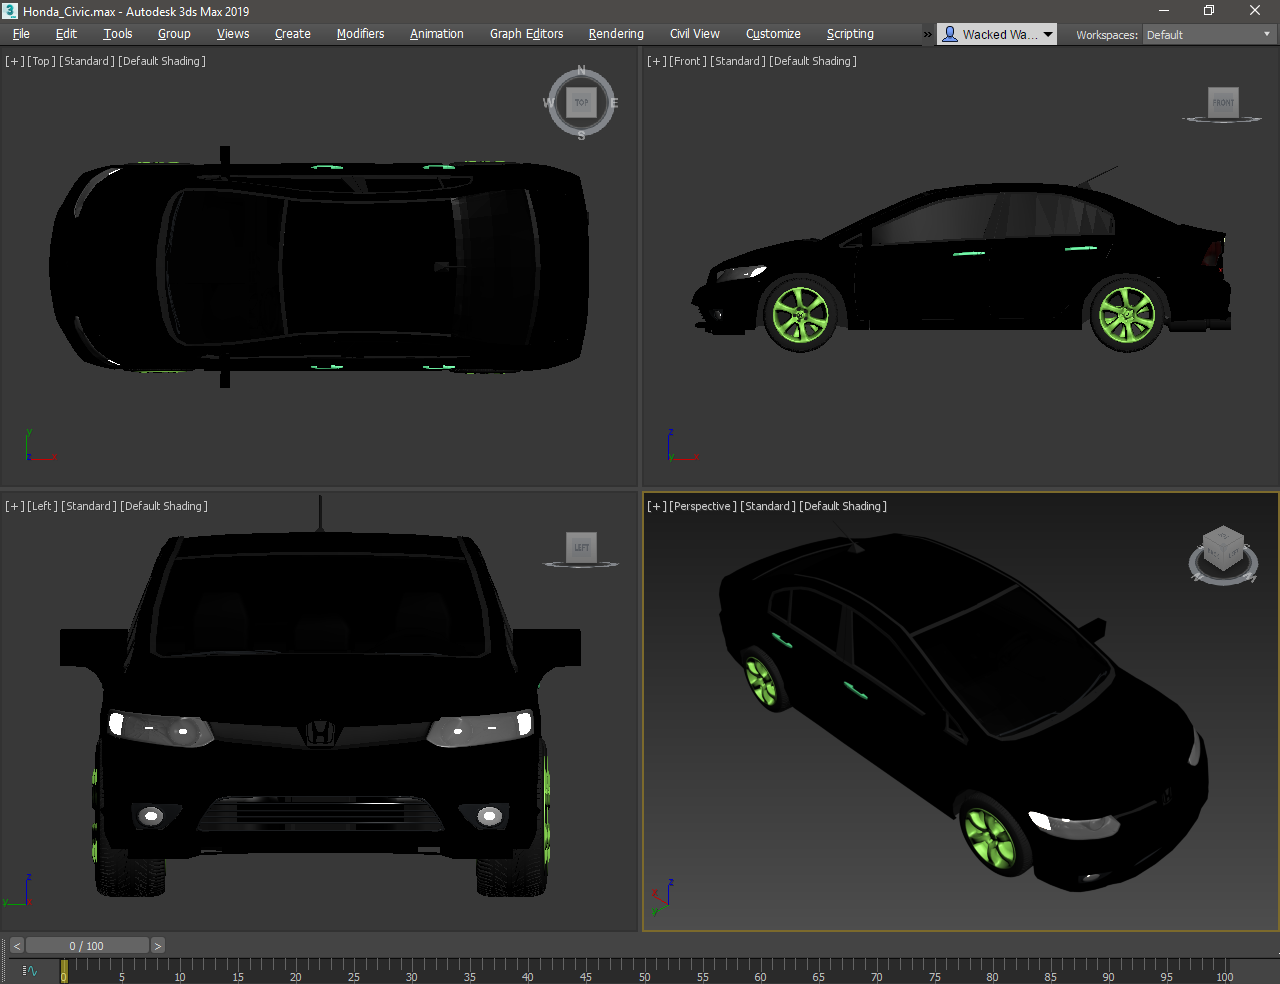 Honda_Civic.max - Autodesk 3ds Max 2019
File Edit Tools Group Views Create Modifiers Animation Graph Editors Rendering Civil View Customize Scripting » Wacked Wa... Workspaces: Default
[+] [Top] [Standard] [Default Shading]
N
W TOP E
S
y
z x
[+] [Front] [Standard] [Default Shading]
FRONT
z
y x
[+] [Left] [Standard] [Default Shading]
LEFT
z
y
[+] [Perspective] [Standard] [Default Shading]
LEFT
N W
z
x
y
< 0 / 100 >
0 5 10 15 20 25 30 35 40 45 50 55 60 65 70 75 80 85 90 95 100